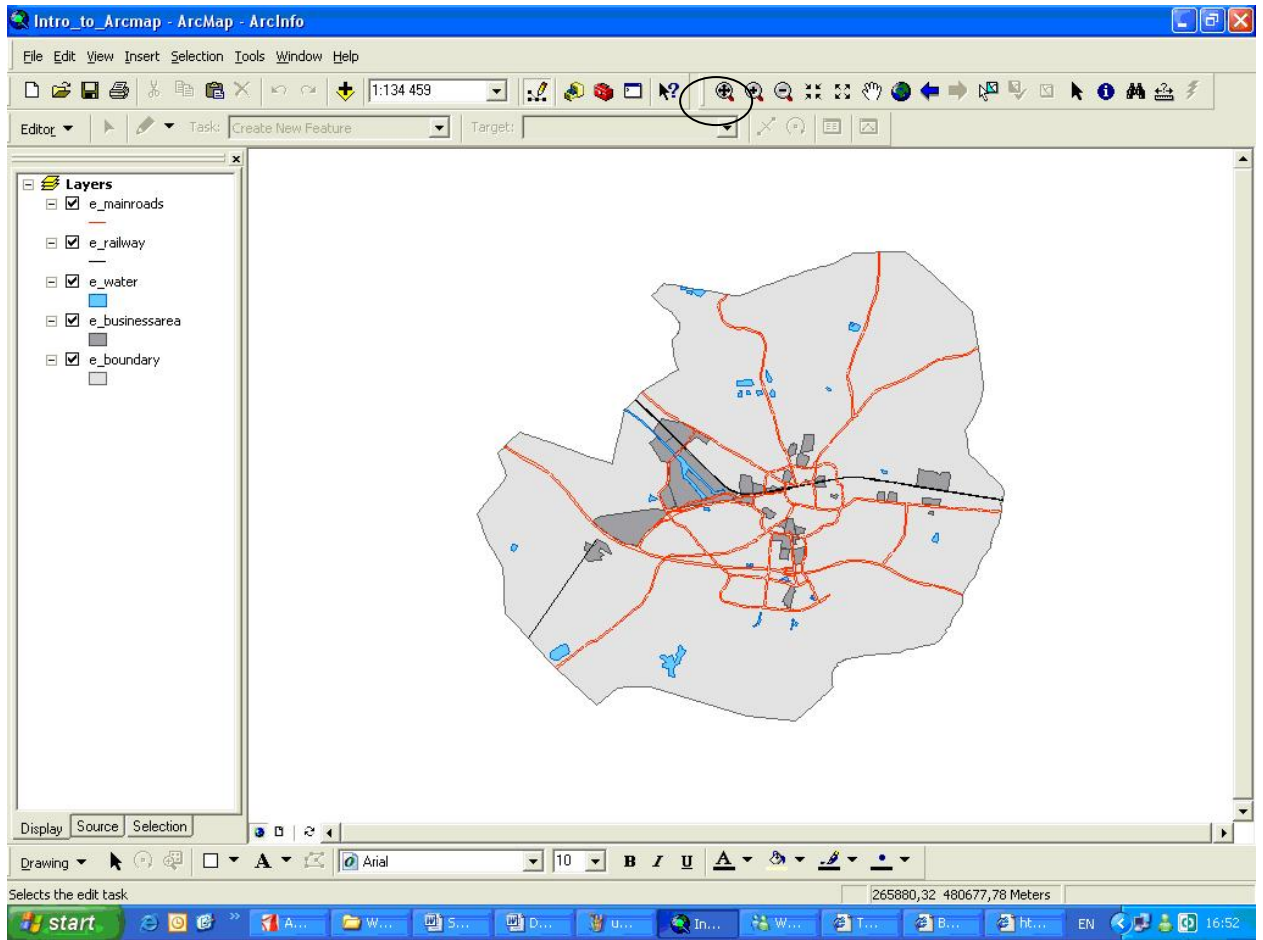 Intro_to_Arcmap - ArcMap - ArcInfo
File Edit View Insert Selection Tools Window Help
1:134 459
Editor Task: Create New Feature Target:
Layers
e_mainroads
e_railway
e_water
e_businessarea
e_boundary
Display Source Selection
Drawing A Arial 10 B I U A
Selects the edit task 265880,32 480677,78 Meters
start A... W... S... D... u... In... W... T... B... ht... EN 16:52